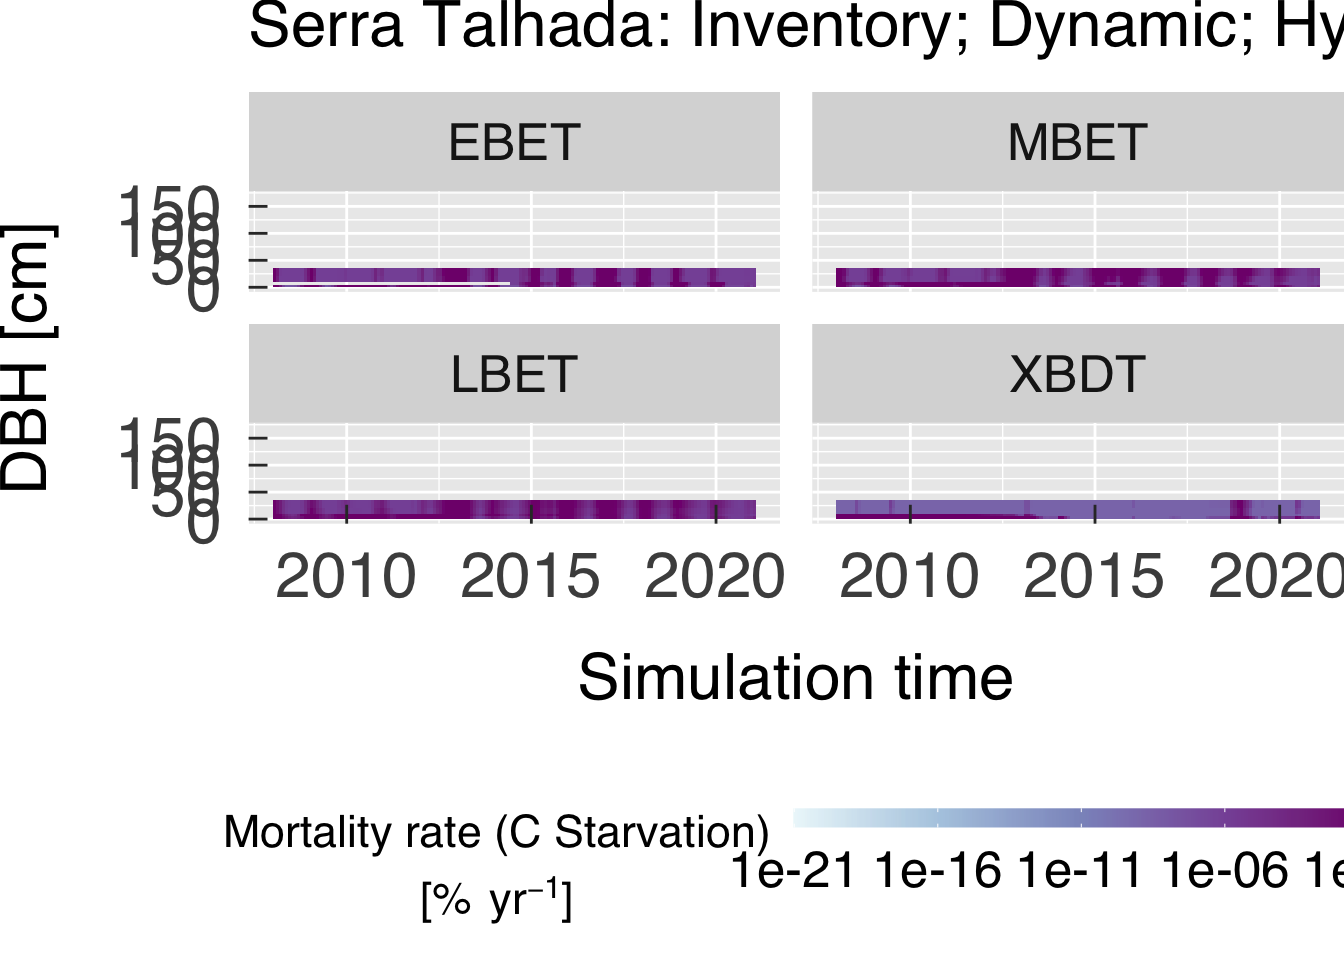 Serra Talhada: Inventory; Dynamic; Hy
EBET MBET
150
100
50
0
LBET XBDT
150
100
50
0
DBH [cm]
2010 2015 2020 2010 2015 2020
Simulation time
Mortality rate (C Starvation)
[% yr⁻¹]
1e-21 1e-16 1e-11 1e-06 1e